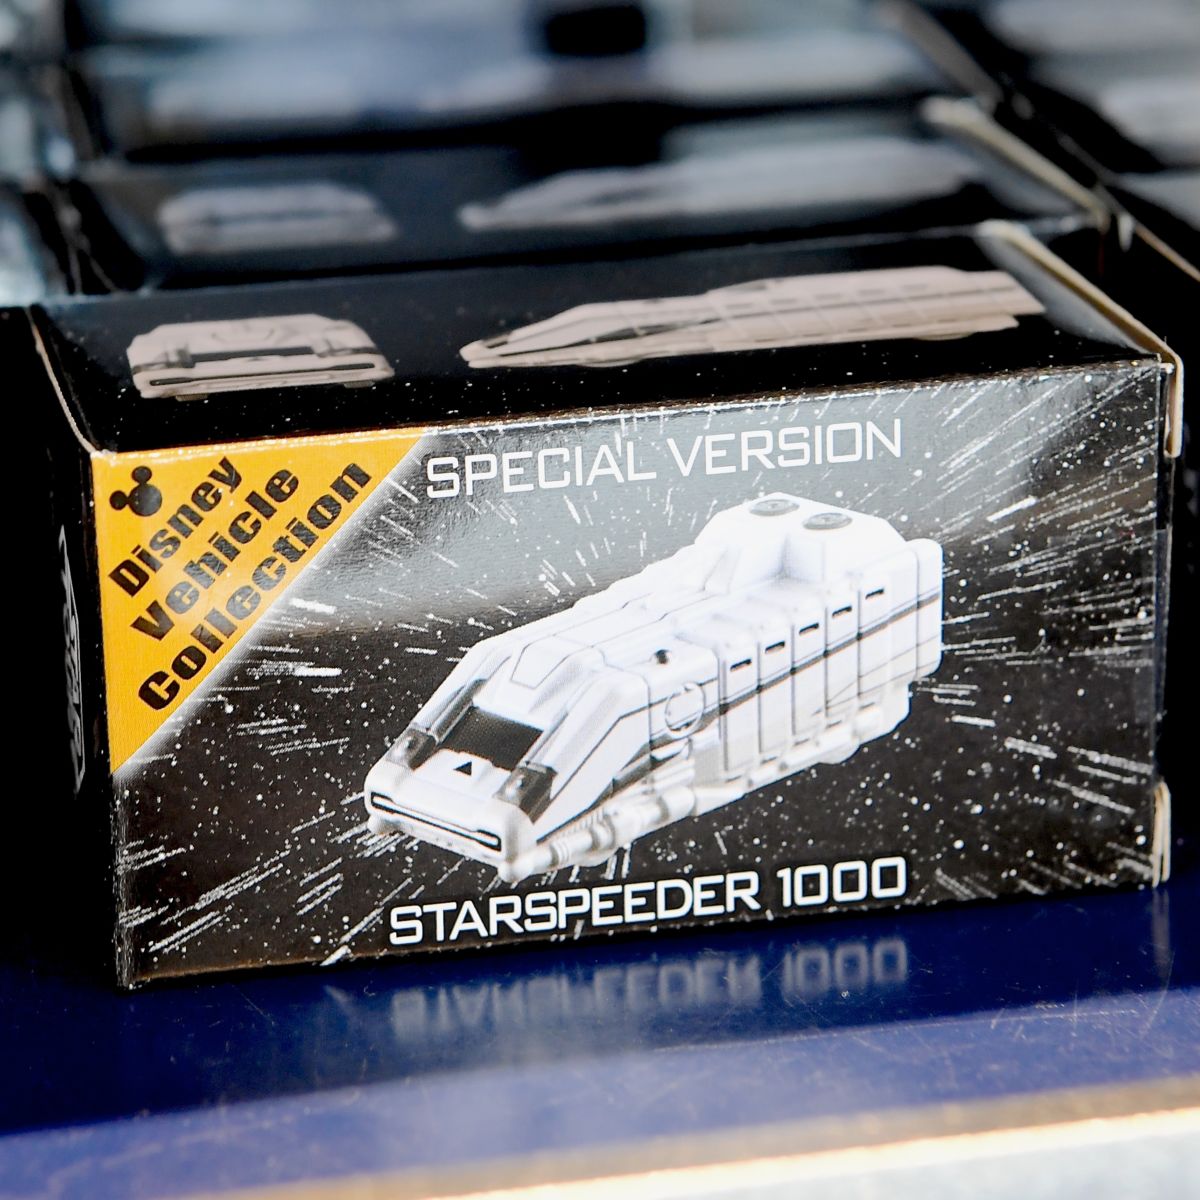 SPECIAL VERSION
Disney
Vehicle
Collection
STARSPEEDER 1000